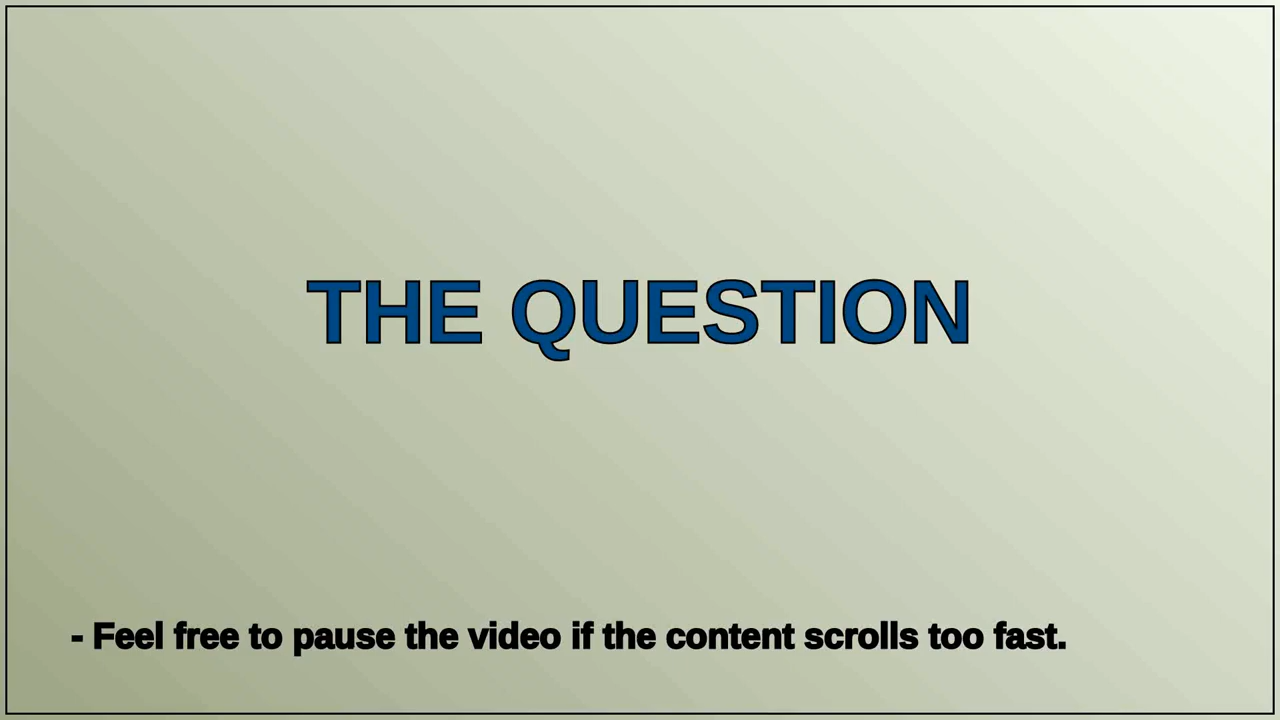 THE QUESTION
- Feel free to pause the video if the content scrolls too fast.